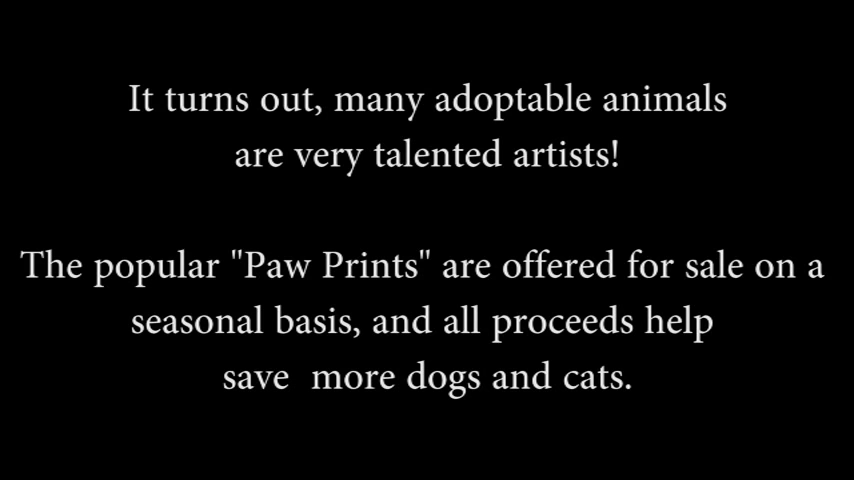 It turns out, many adoptable animals
are very talented artists!
The popular "Paw Prints" are offered for sale on a
seasonal basis, and all proceeds help
save  more dogs and cats.